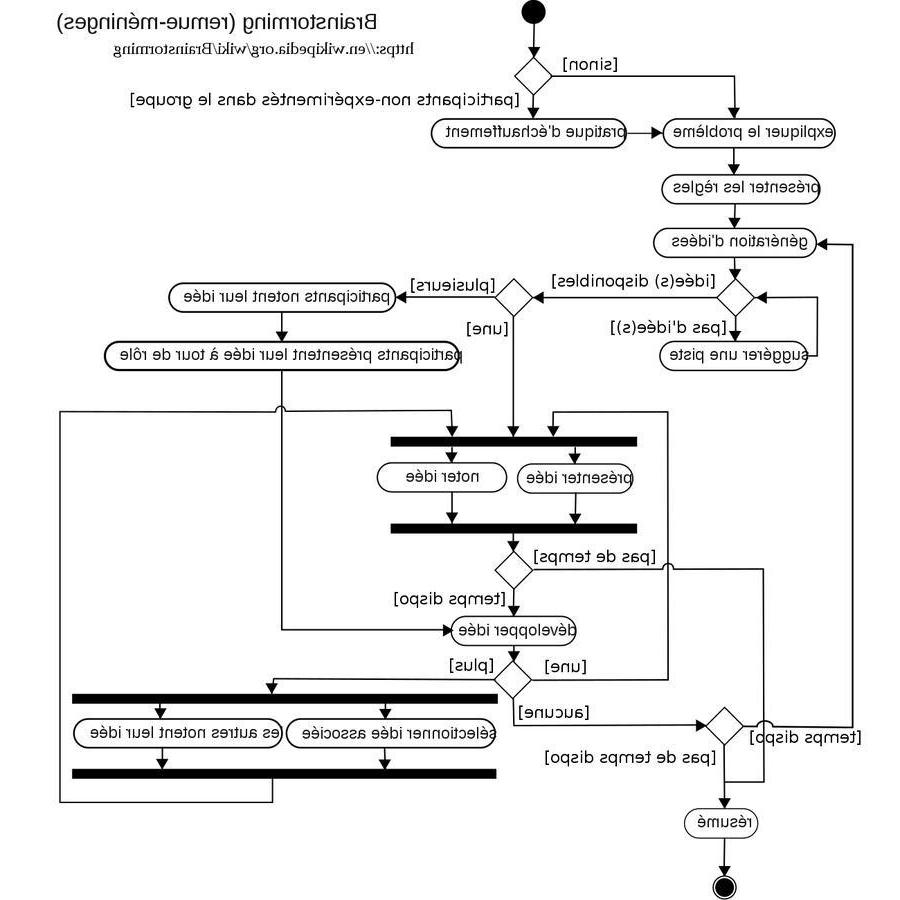 Brainstorming (remue-méninges)
https://en.wikipedia.org/wiki/Brainstorming
[sinon]
[participants non-expérimentés dans le groupe]
expliquer le problème
pratique d'échauffement
présenter les règles
génération d'idées
[idée(s) disponibles]
[plusieurs]
participants notent leur idée
[pas d'idée(s)]
[une]
suggérer une piste
participants présentent leur idée à tour de rôle
présenter idée
noter idée
[pas de temps]
[temps dispo]
développer idée
[une]
[plus]
[aucune]
sélectionner idée associée
les autres notent leur idée
[temps dispo]
[pas de temps dispo]
résumé